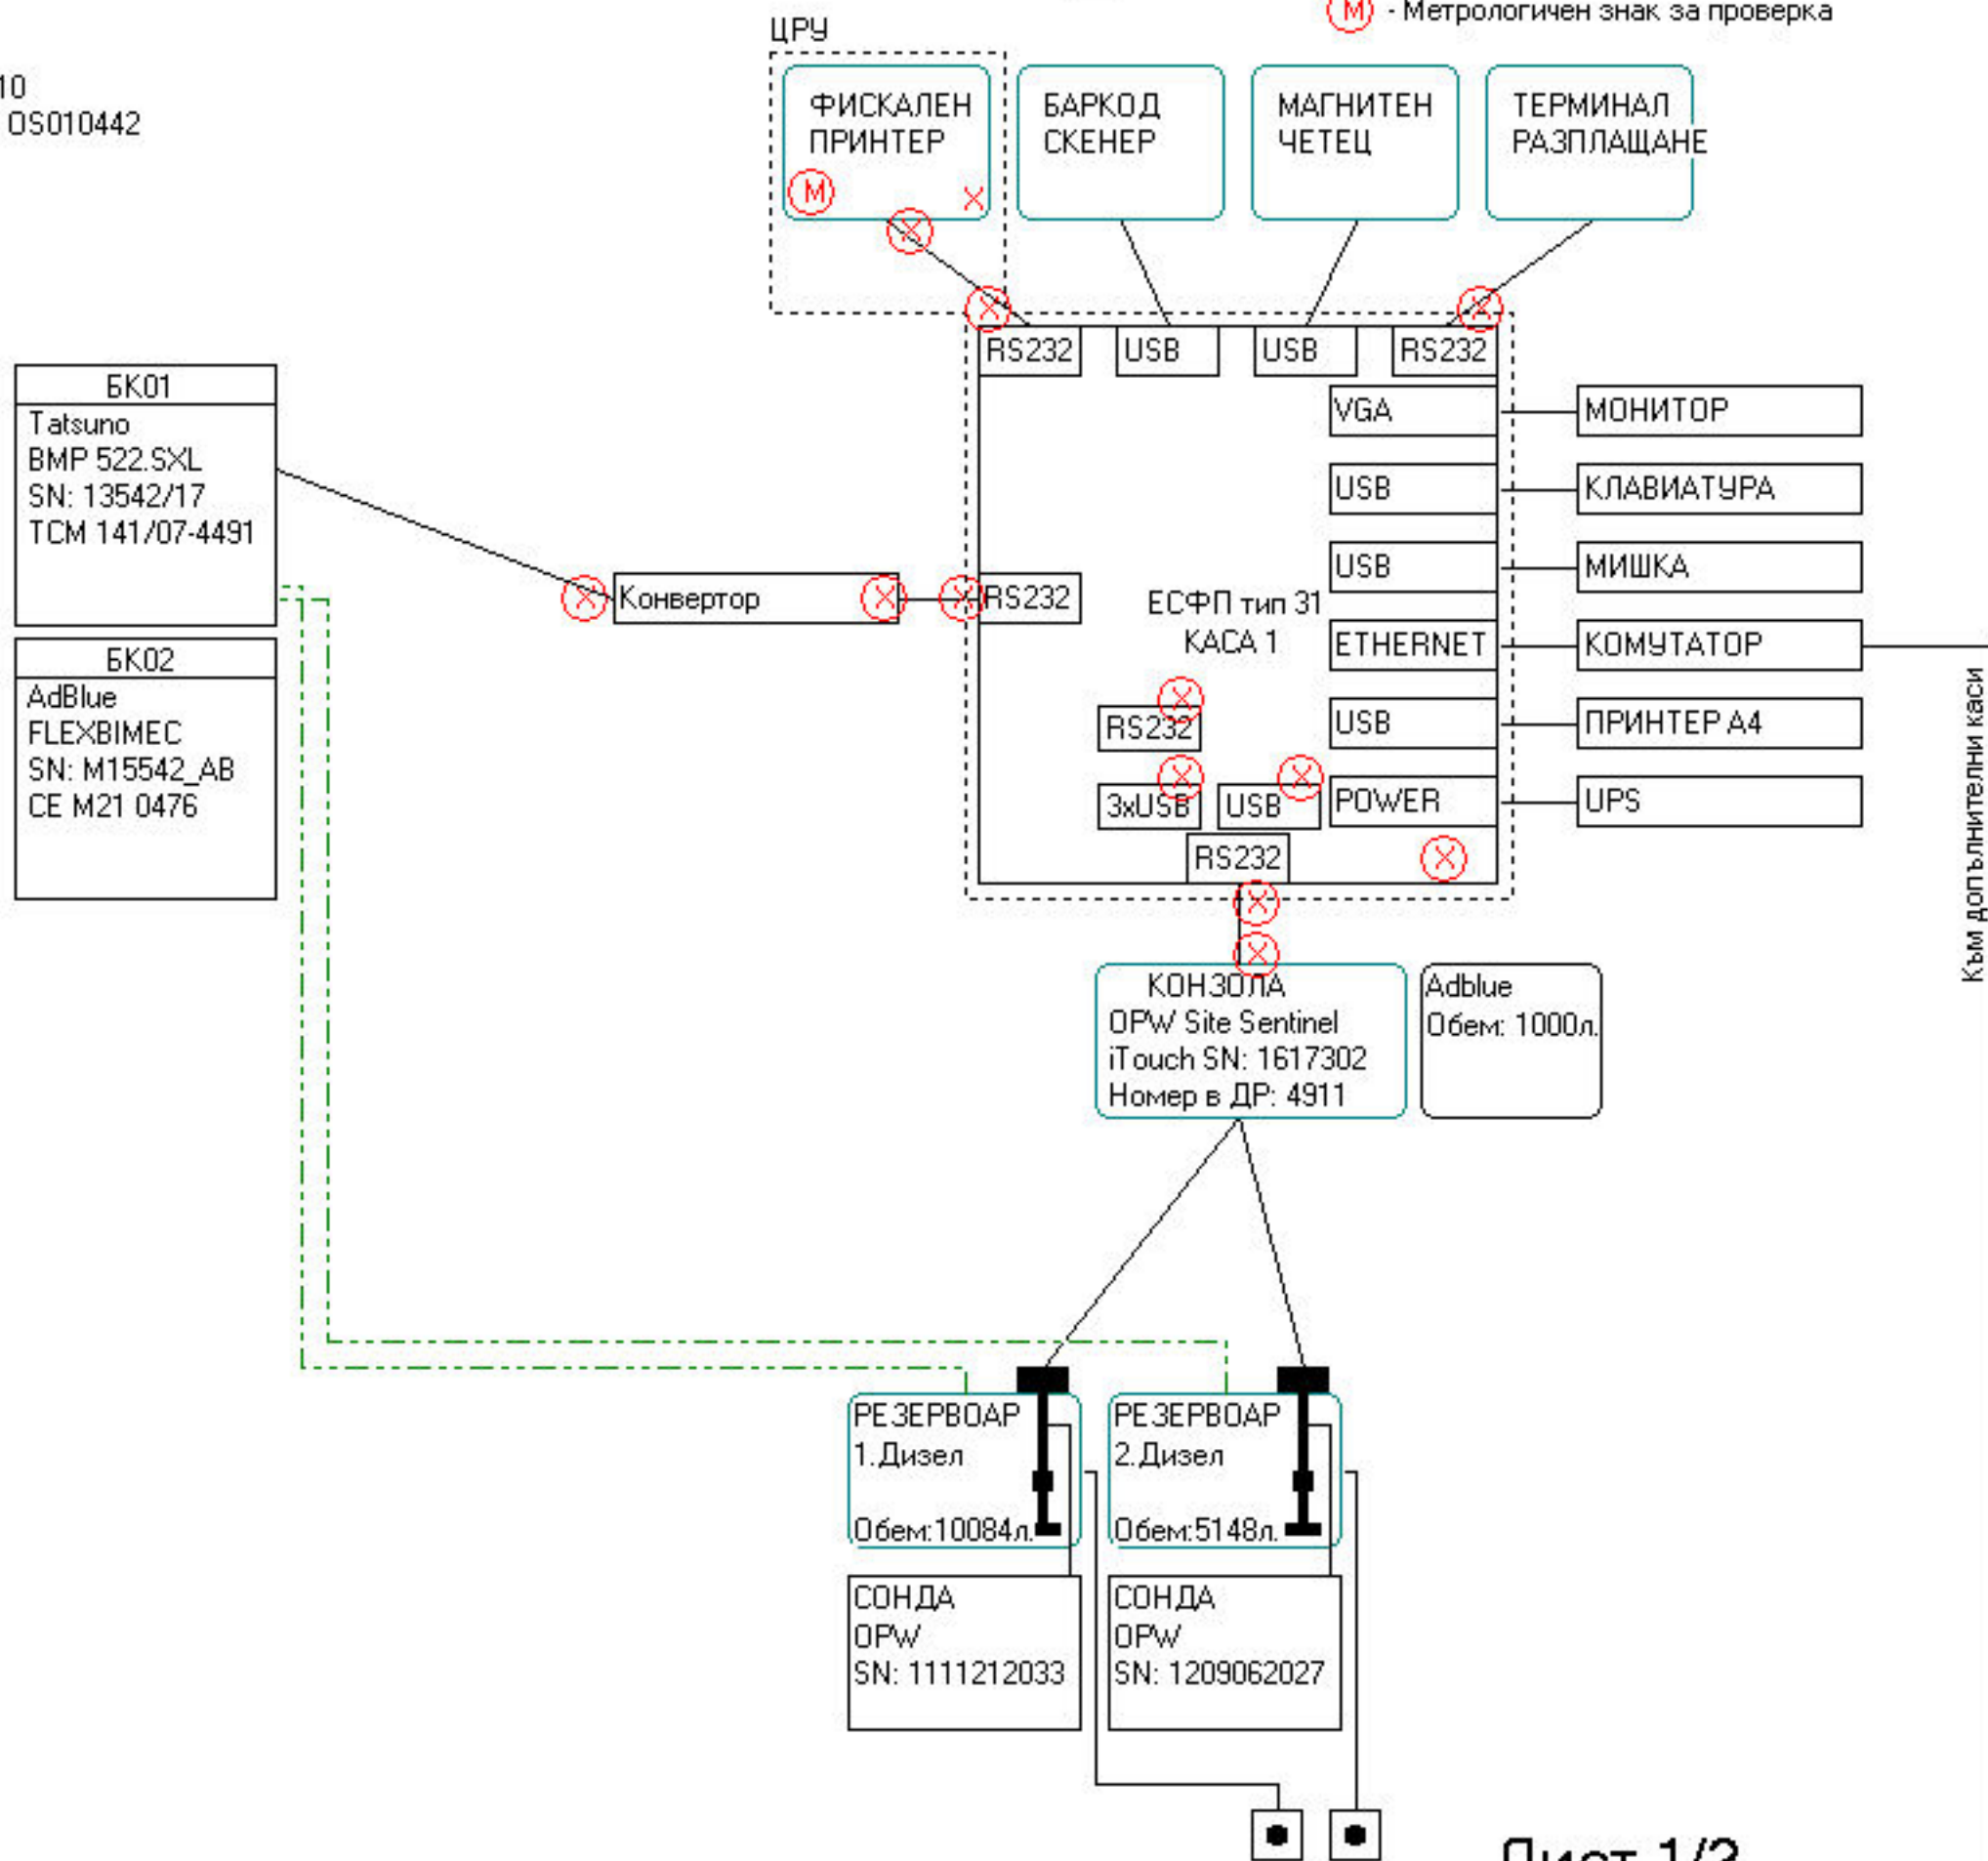 М - Метрологичен знак за проверка
ЦРУ
10
OS010442
ФИСКАЛЕН
ПРИНТЕР
М
БАРКОД
СКЕНЕР
МАГНИТЕН
ЧЕТЕЦ
ТЕРМИНАЛ
РАЗПЛАЩАНЕ
RS232
USB
USB
RS232
БК01
Tatsuno
BMP 522.SXL
SN: 13542/17
TCM 141/07-4491
БК02
AdBlue
FLEXBIMEC
SN: M15542_AB
CE M21 0476
Конвертор
RS232
ЕСФП тип 31
КАСА 1
VGA
МОНИТОР
USB
КЛАВИАТУРА
USB
МИШКА
ETHERNET
КОМУТАТОР
USB
ПРИНТЕР А4
POWER
UPS
RS232
3xUSB
USB
RS232
Към допълнителни каси
КОНЗОЛА
OPW Site Sentinel
iTouch SN: 1617302
Номер в ДР: 4911
Adblue
Обем: 1000л.
РЕЗЕРВОАР
1.Дизел
Обем:10084л.
РЕЗЕРВОАР
2.Дизел
Обем:5148л.
СОНДА
OPW
SN: 1111212033
СОНДА
OPW
SN: 1209062027
Лист 1/3